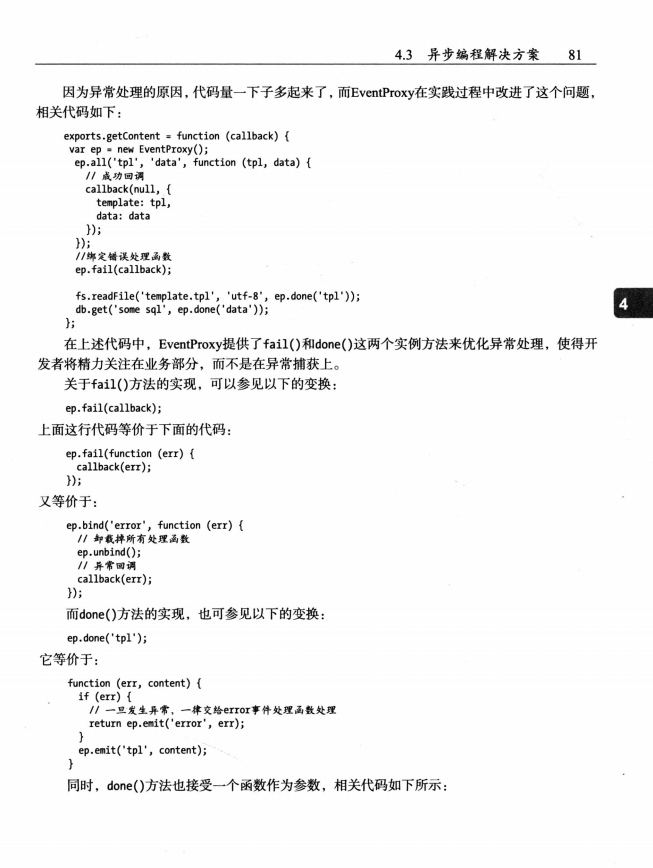 4.3 异步编程解决方案 81
因为异常处理的原因，代码量一下子多起来了，而EventProxy在实践过程中改进了这个问题，
相关代码如下：
exports.getContent = function (callback) {
var ep = new EventProxy();
ep.all('tpl', 'data', function (tpl, data) {
// 成功回调
callback(null, {
template: tpl,
data: data
});
});
//绑定错误处理函数
ep.fail(callback);
fs.readFile('template.tpl', 'utf-8', ep.done('tpl'));
db.get('some sql', ep.done('data'));
};
4
在上述代码中，EventProxy提供了fail()和done()这两个实例方法来优化异常处理，使得开
发者将精力关注在业务部分，而不是在异常捕获上。
关于fail()方法的实现，可以参见以下的变换：
ep.fail(callback);
上面这行代码等价于下面的代码：
ep.fail(function (err) {
callback(err);
});
又等价于：
ep.bind('error', function (err) {
// 卸载掉所有处理函数
ep.unbind();
// 异常回调
callback(err);
});
而done()方法的实现，也可参见以下的变换：
ep.done('tpl');
它等价于：
function (err, content) {
if (err) {
// 一旦发生异常，一律交给error事件处理函数处理
return ep.emit('error', err);
}
ep.emit('tpl', content);
}
同时，done()方法也接受一个函数作为参数，相关代码如下所示：